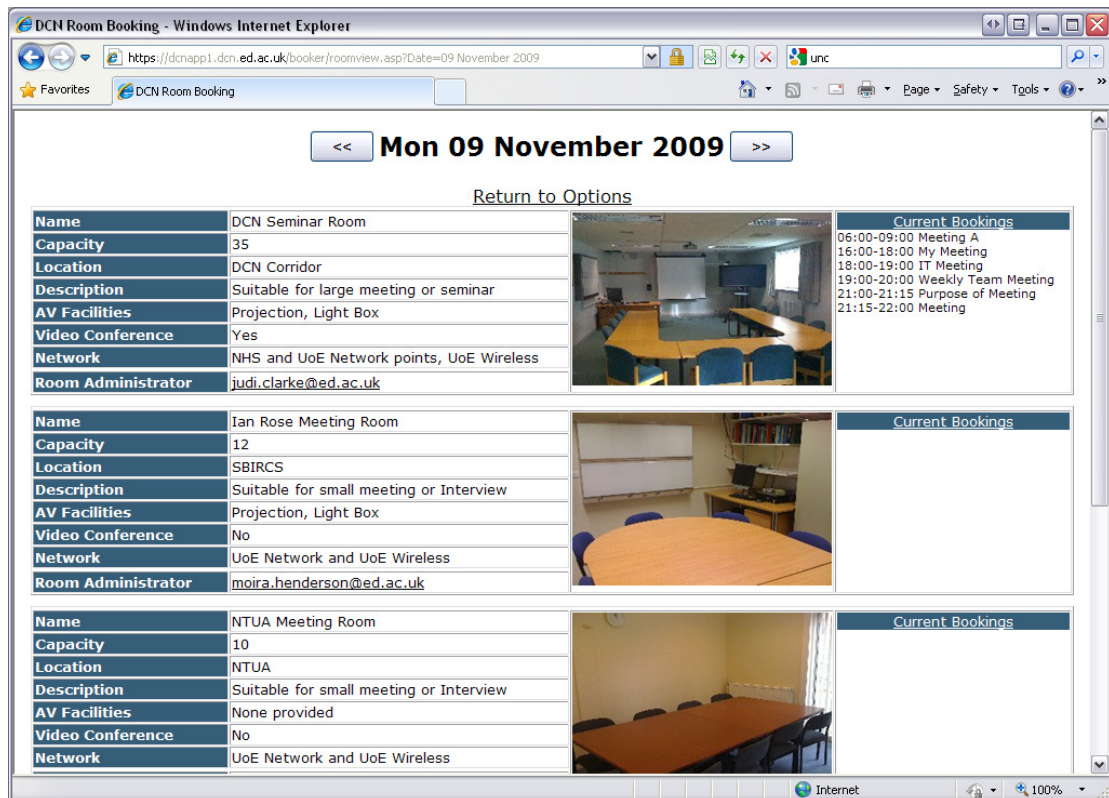 DCN Room Booking - Windows Internet Explorer
https://dcnapp1.dcn.ed.ac.uk/booker/roomview.asp?Date=09 November 2009
unc
Favorites
DCN Room Booking
Page
Safety
Tools
»
<< Mon 09 November 2009 >>
Return to Options
Name DCN Seminar Room
Capacity 35
Location DCN Corridor
Description Suitable for large meeting or seminar
AV Facilities Projection, Light Box
Video Conference Yes
Network NHS and UoE Network points, UoE Wireless
Room Administrator judi.clarke@ed.ac.uk
Current Bookings
06:00-09:00 Meeting A
16:00-18:00 My Meeting
18:00-19:00 IT Meeting
19:00-20:00 Weekly Team Meeting
21:00-21:15 Purpose of Meeting
21:15-22:00 Meeting
Name Ian Rose Meeting Room
Capacity 12
Location SBIRCS
Description Suitable for small meeting or Interview
AV Facilities Projection, Light Box
Video Conference No
Network UoE Network and UoE Wireless
Room Administrator moira.henderson@ed.ac.uk
Current Bookings
Name NTUA Meeting Room
Capacity 10
Location NTUA
Description Suitable for small meeting or Interview
AV Facilities None provided
Video Conference No
Network UoE Network and UoE Wireless
Current Bookings
Internet
100%